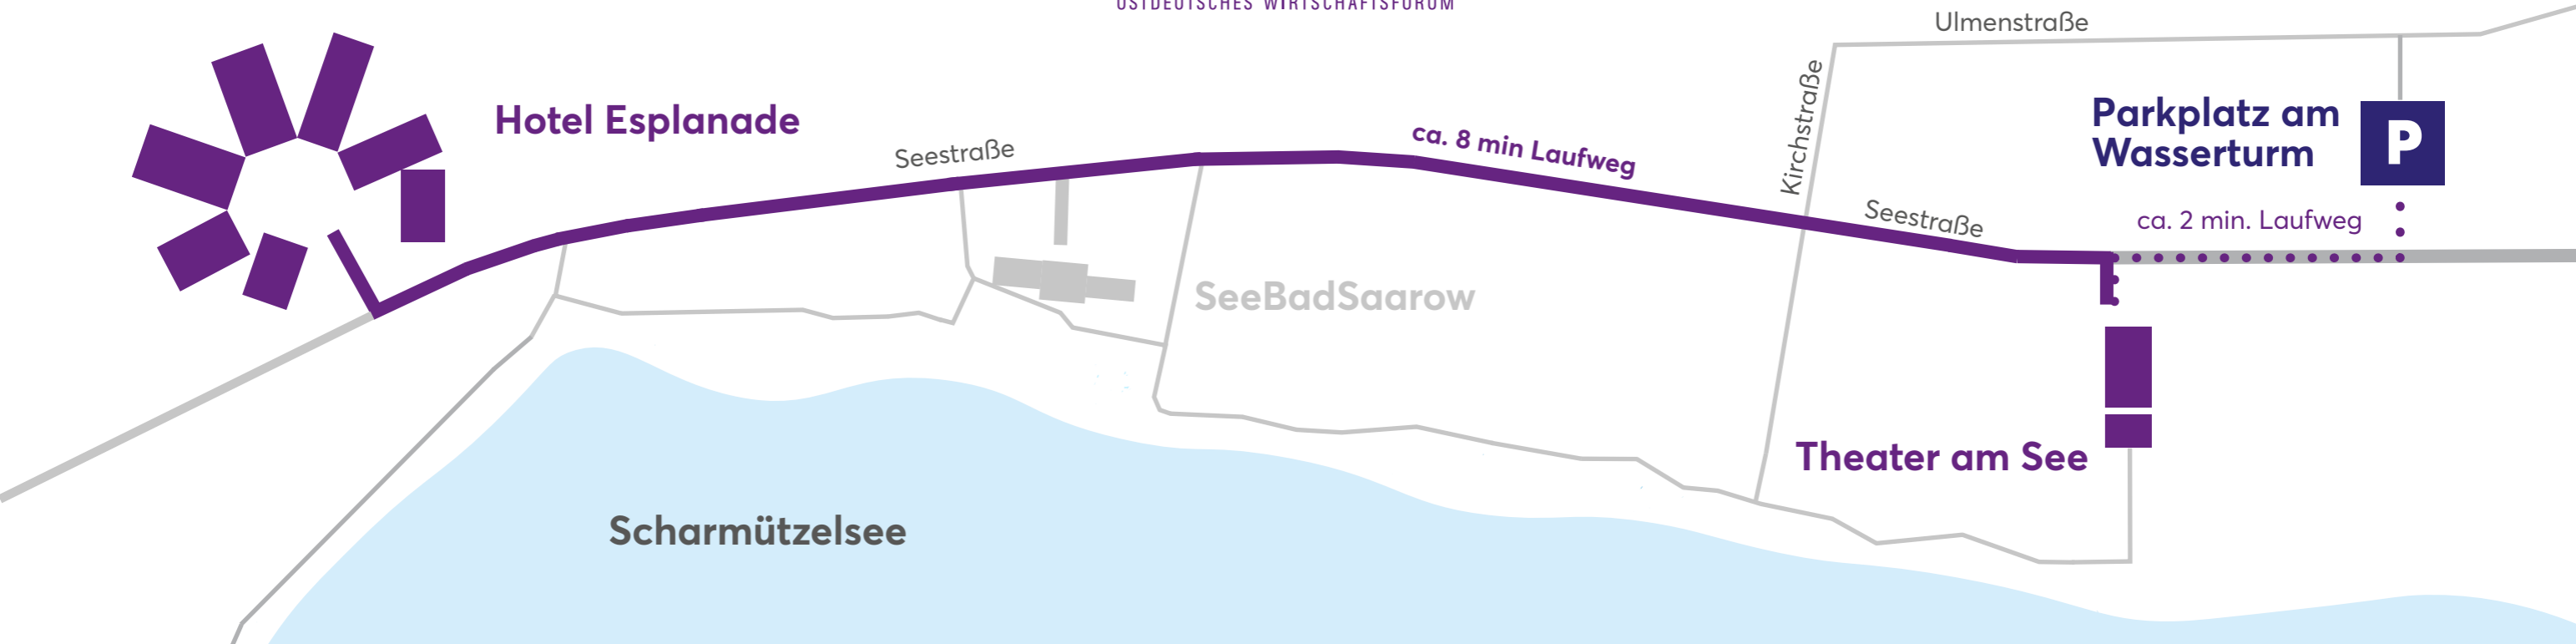 OSTDEUTSCHES WIRTSCHAFTSFORUM
Ulmenstraße
Kirchstraße
Hotel Esplanade
Seestraße
ca. 8 min Laufweg
Parkplatz am
Wasserturm
P
Seestraße
ca. 2 min. Laufweg
SeeBadSaarow
Theater am See
Scharmützelsee